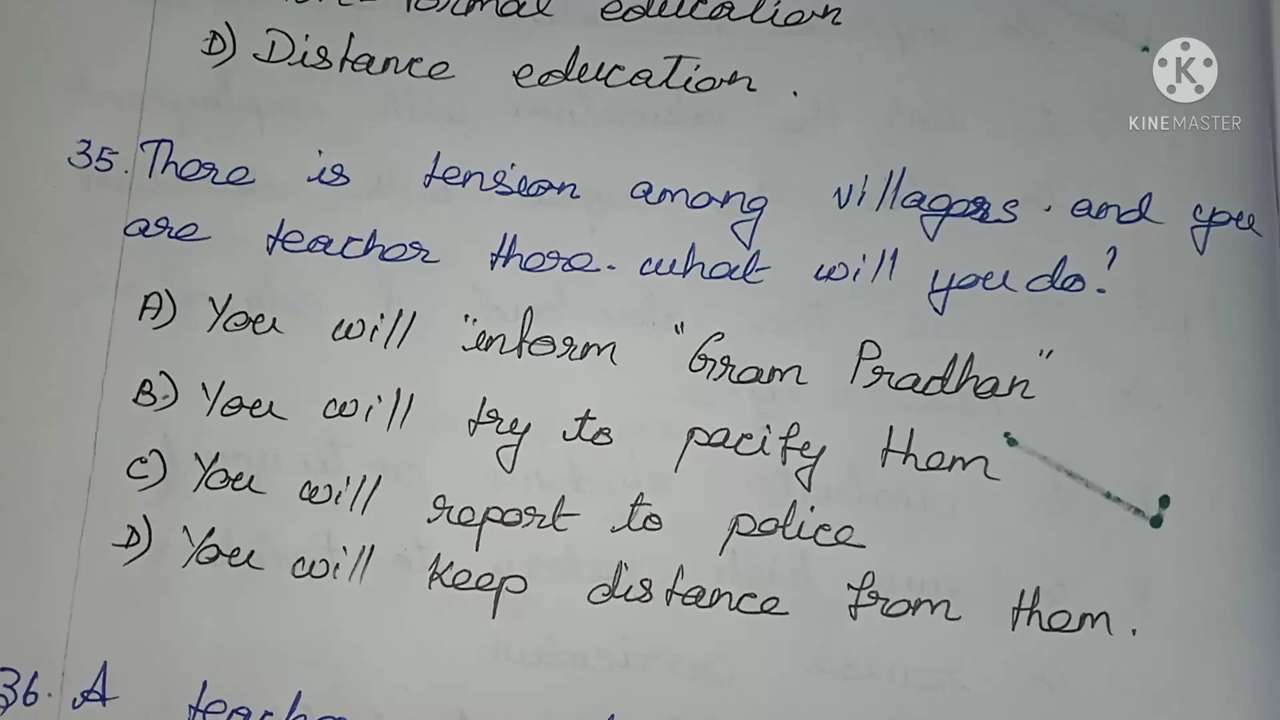 formal education
D) Distance education.
K
KINEMASTER
35. There is tension among villagers. and you
are teacher there. what will you do?
A) You will inform "Gram Pradhan"
B) You will try to pacify them
C) You will report to police
D) You will keep distance from them.
36. A